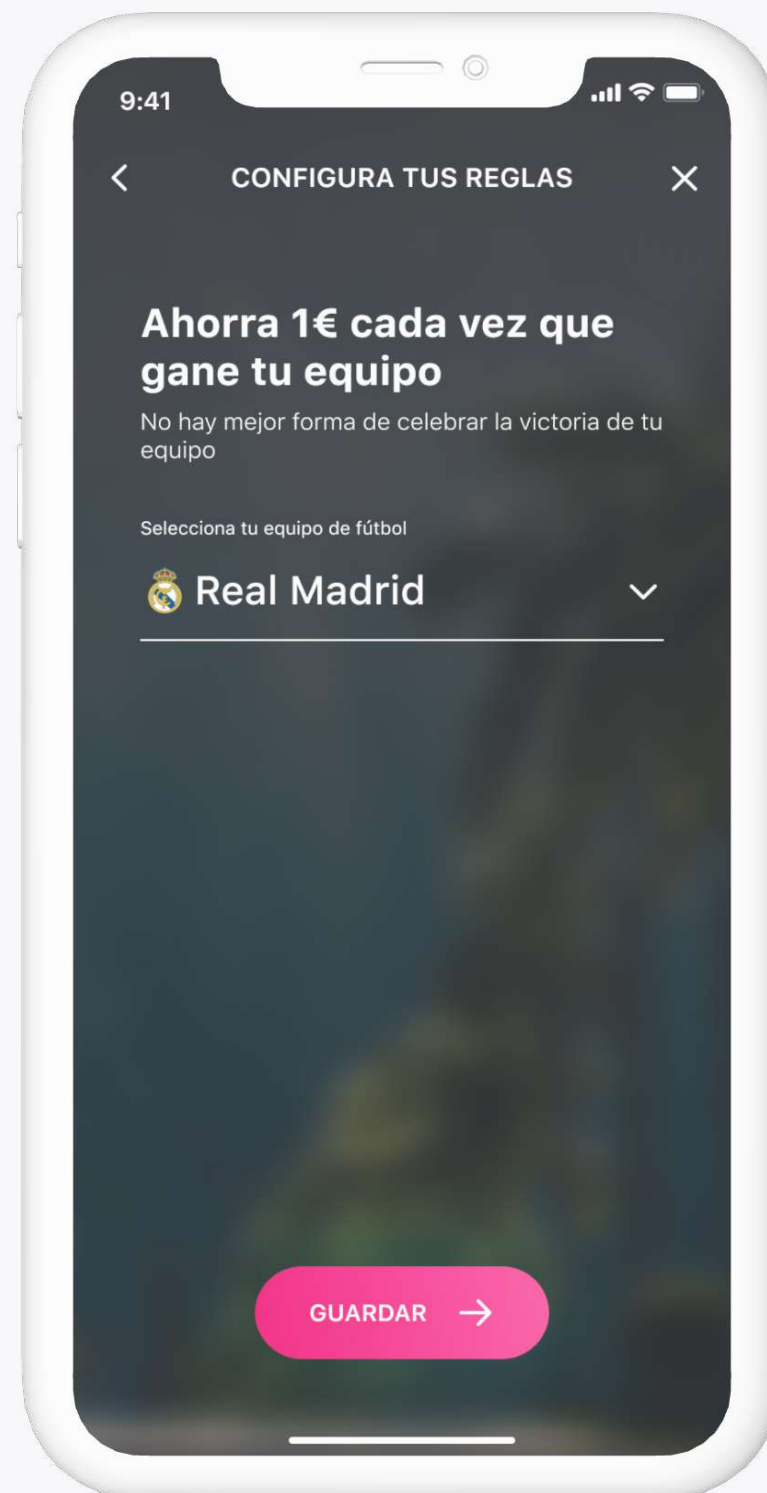 9:41
CONFIGURA TUS REGLAS
Ahorra 1€ cada vez que
gane tu equipo
No hay mejor forma de celebrar la victoria de tu
equipo
Selecciona tu equipo de fútbol
Real Madrid
GUARDAR